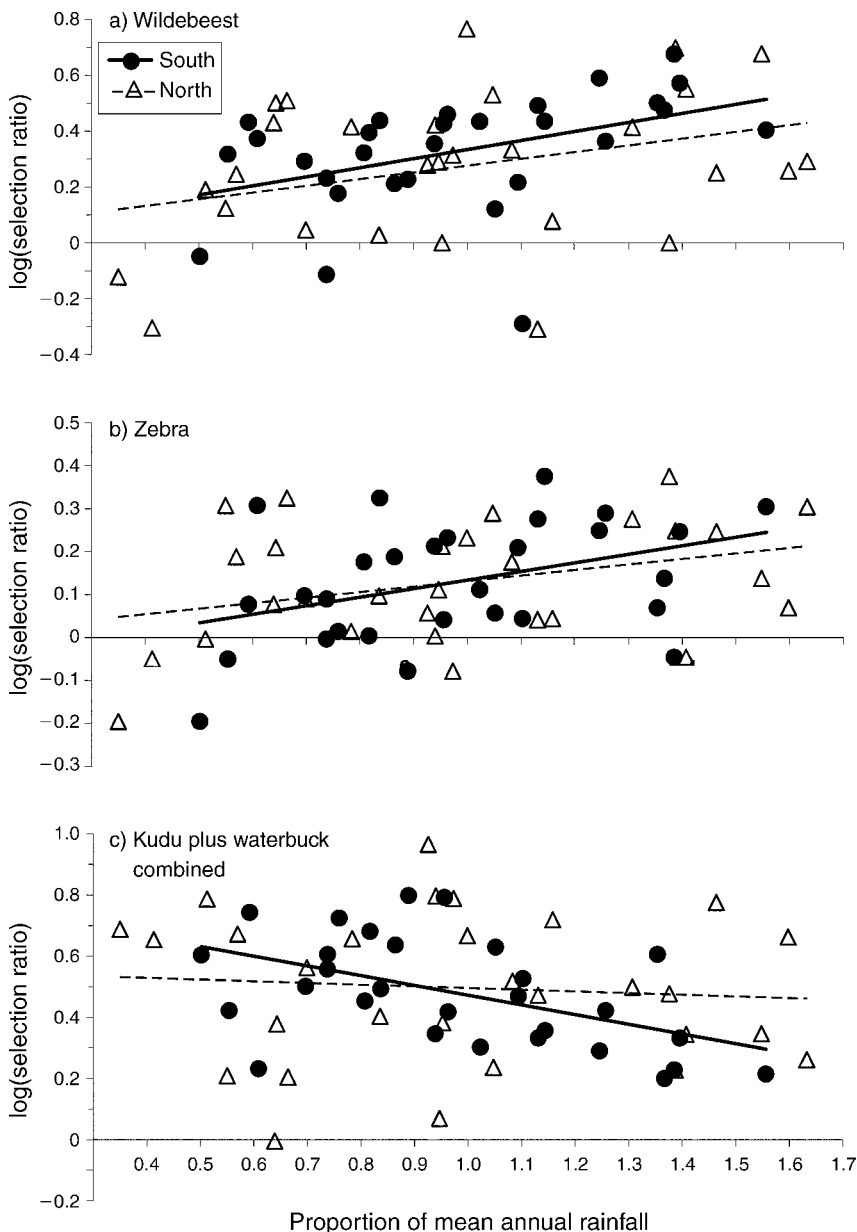 a) Wildebeest
South
North
log(selection ratio)
0.8
0.6
0.4
0.2
0
−0.2
−0.4
b) Zebra
log(selection ratio)
0.5
0.4
0.3
0.2
0.1
0
−0.1
−0.2
−0.3
c) Kudu plus waterbuck
combined
log(selection ratio)
1.0
0.8
0.6
0.4
0.2
0
−0.2
0.4 0.5 0.6 0.7 0.8 0.9 1.0 1.1 1.2 1.3 1.4 1.5 1.6 1.7
Proportion of mean annual rainfall